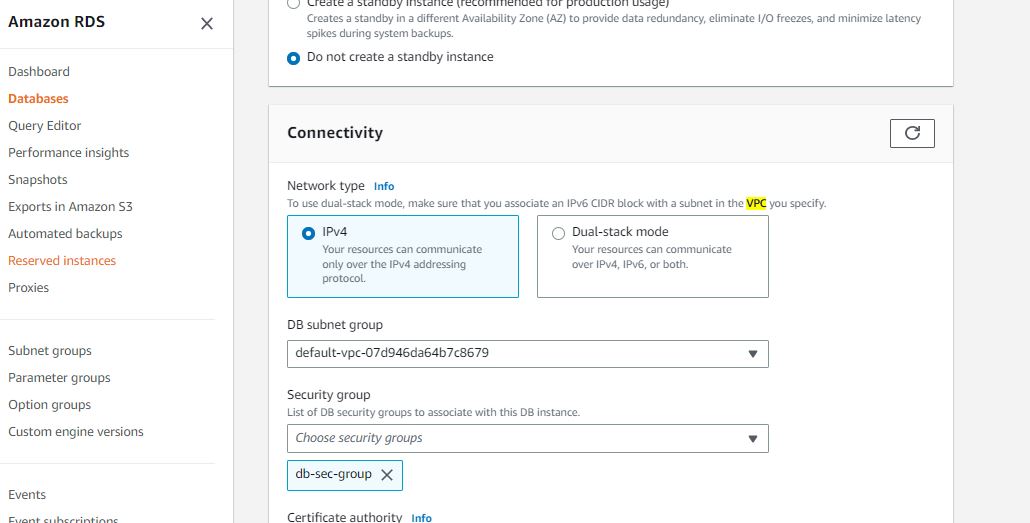 Amazon RDS
Dashboard
Databases
Query Editor
Performance insights
Snapshots
Exports in Amazon S3
Automated backups
Reserved instances
Proxies
Subnet groups
Parameter groups
Option groups
Custom engine versions
Events
Event subscriptions
Create a standby instance (recommended for production usage)
Creates a standby in a different Availability Zone (AZ) to provide data redundancy, eliminate I/O freezes, and minimize latency
spikes during system backups.
Do not create a standby instance
Connectivity
Network type Info
To use dual-stack mode, make sure that you associate an IPv6 CIDR block with a subnet in the VPC you specify.
IPv4
Your resources can communicate
only over the IPv4 addressing
protocol.
Dual-stack mode
Your resources can communicate
over IPv4, IPv6, or both.
DB subnet group
default-vpc-07d946da64b7c8679
Security group
List of DB security groups to associate with this DB instance.
Choose security groups
db-sec-group
Certificate authority Info